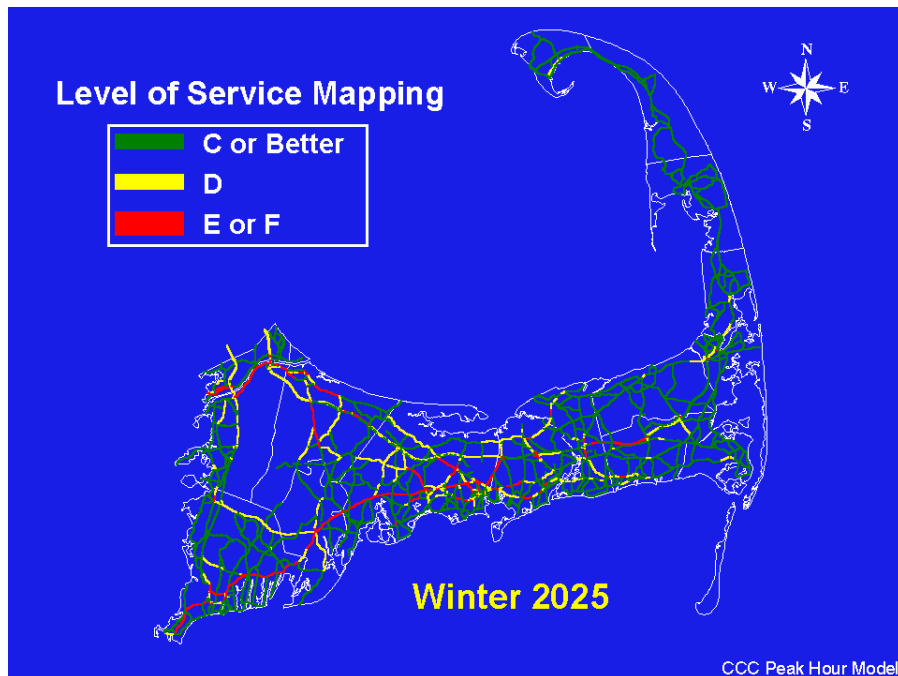 Level of Service Mapping
C or Better
D
E or F
N
W E
S
Winter 2025
CCC Peak Hour Model